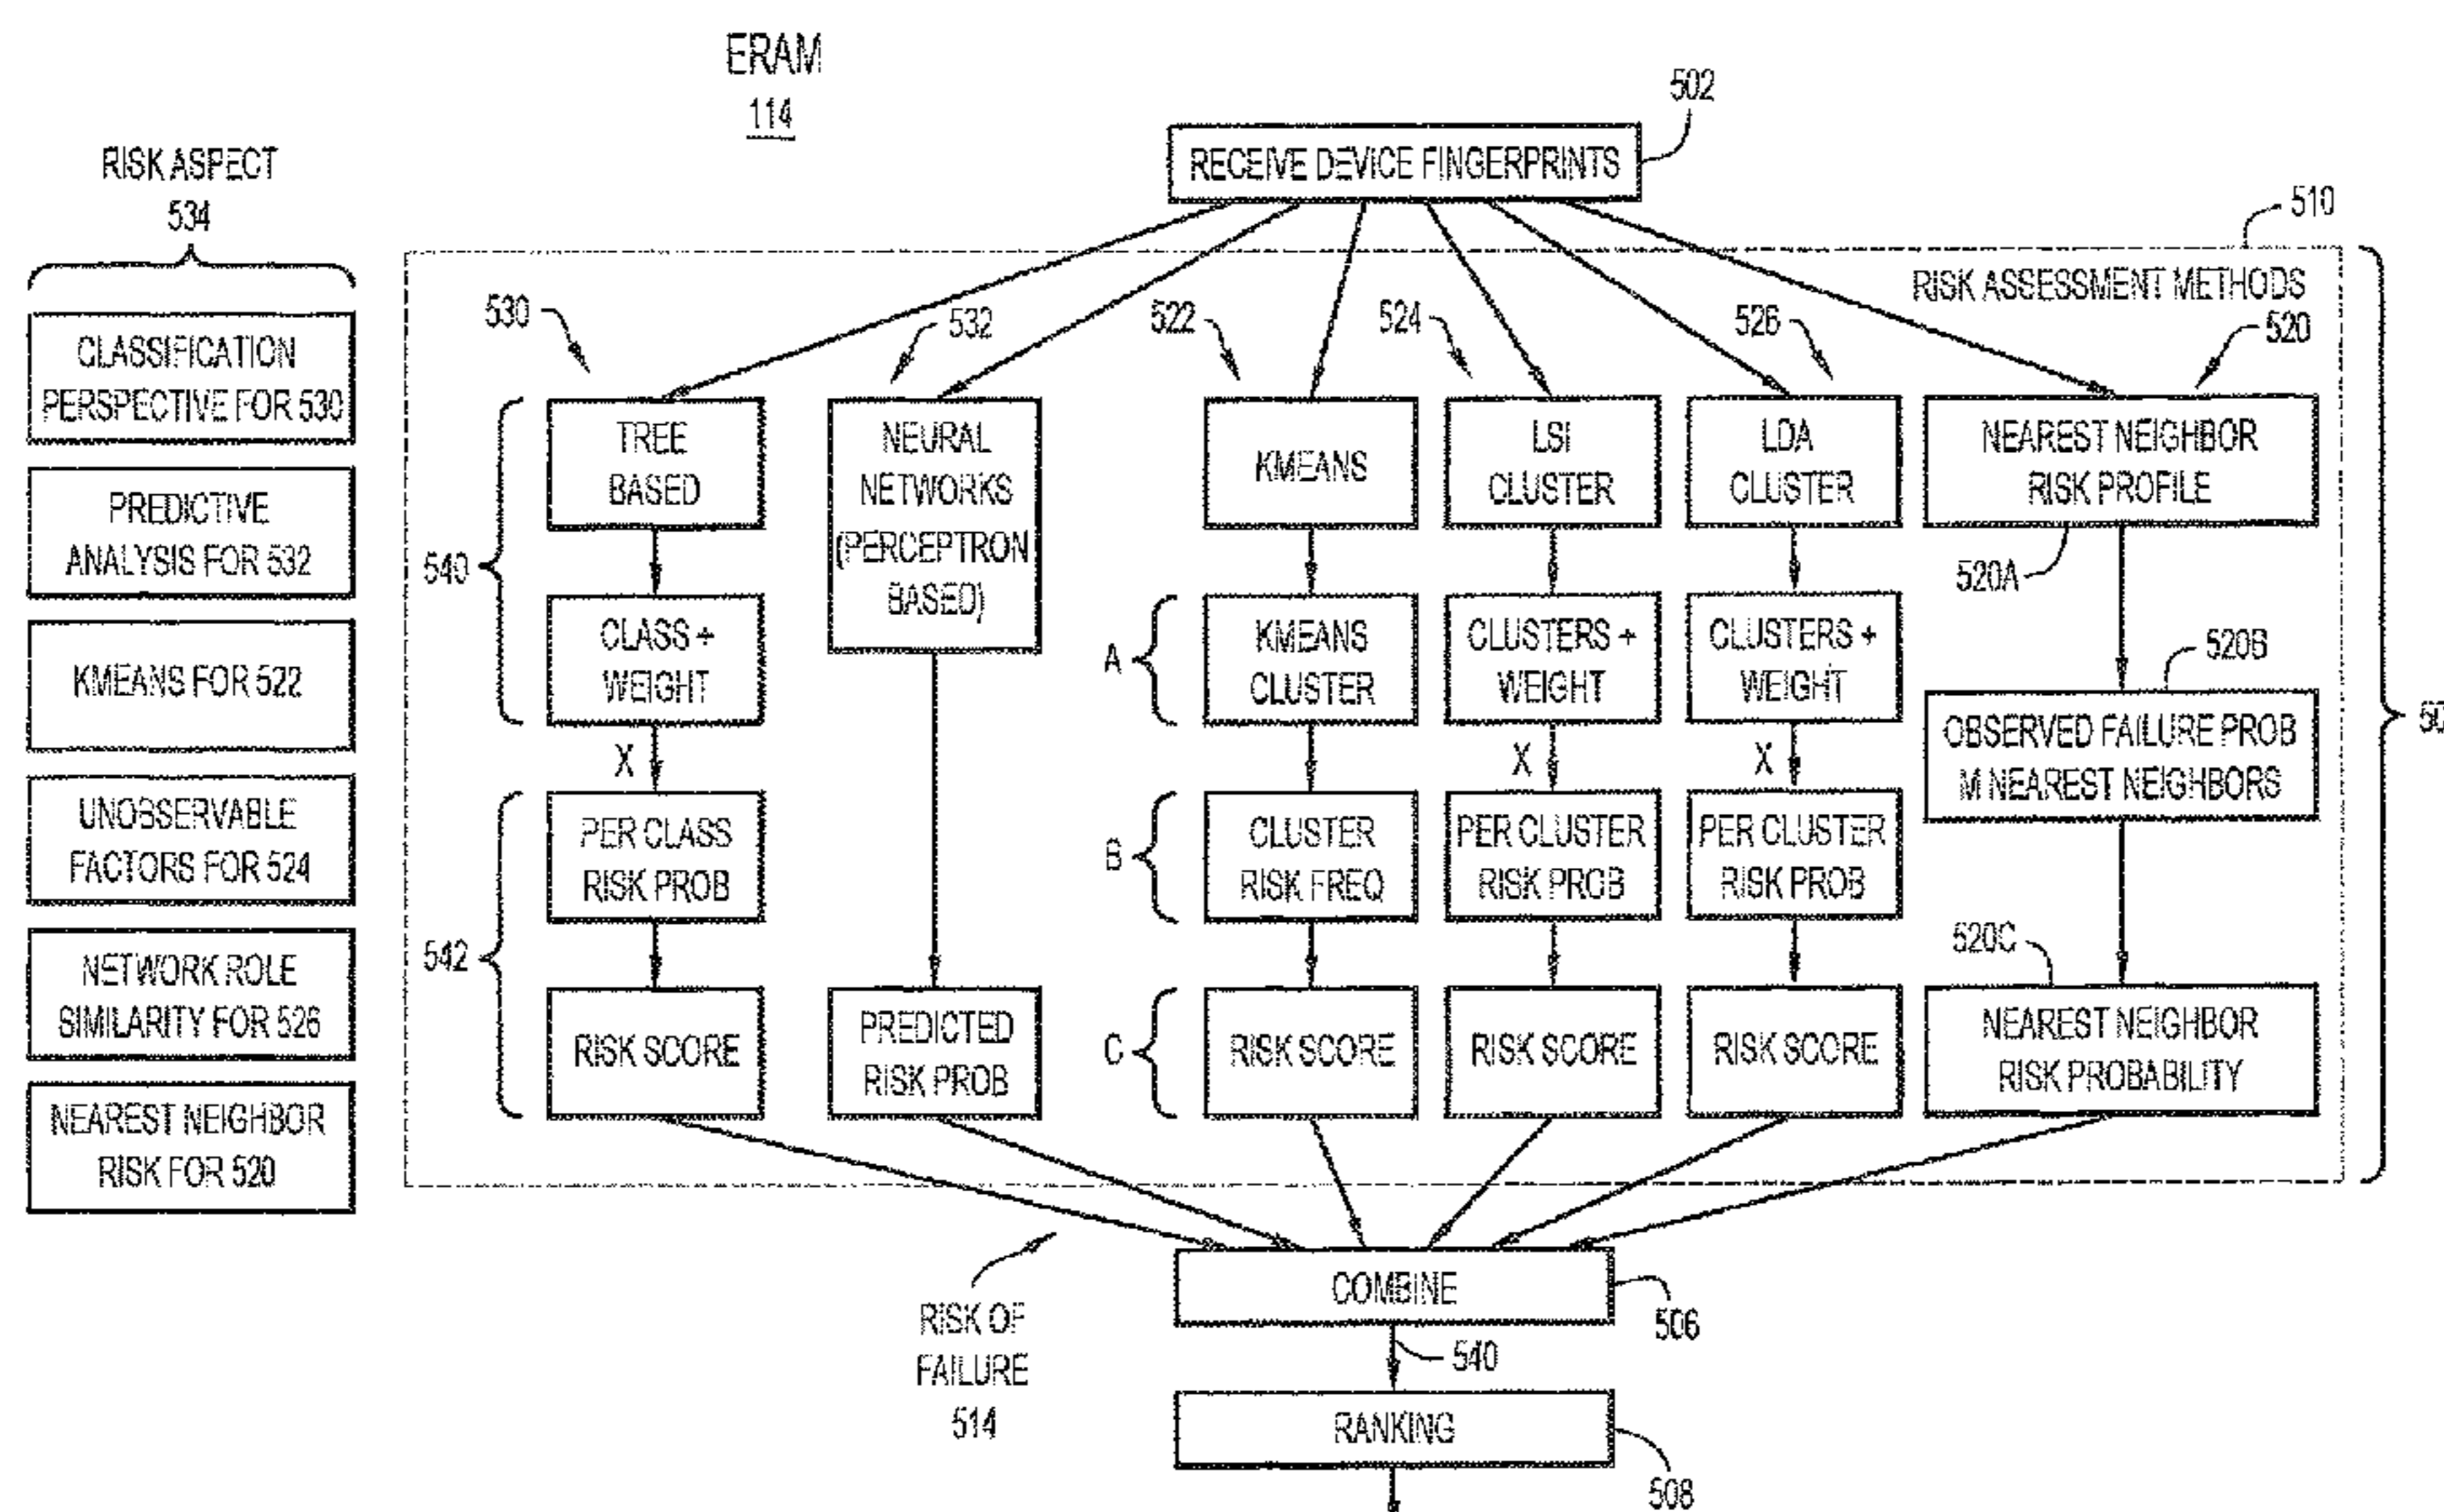 ERAM
114
502
RECEIVE DEVICE FINGERPRINTS
RISK ASPECT
534
CLASSIFICATION
PERSPECTIVE FOR 530
PREDICTIVE
ANALYSIS FOR 532
KMEANS FOR 522
UNOBSERVABLE
FACTORS FOR 524
NETWORK ROLE
SIMILARITY FOR 526
NEAREST NEIGHBOR
RISK FOR 520
510
RISK ASSESSMENT METHODS
530
532
522
524
526
520
540
TREE
BASED
CLASS +
WEIGHT
X
542
PER CLASS
RISK PROB
RISK SCORE
NEURAL
NETWORKS
(PERCEPTRON
BASED)
PREDICTED
RISK PROB
KMEANS
A
KMEANS
CLUSTER
B
CLUSTER
RISK FREQ
C
RISK SCORE
LSI
CLUSTER
CLUSTERS +
WEIGHT
X
PER CLUSTER
RISK PROB
RISK SCORE
LDA
CLUSTER
CLUSTERS +
WEIGHT
X
PER CLUSTER
RISK PROB
RISK SCORE
NEAREST NEIGHBOR
RISK PROFILE
520A
520B
OBSERVED FAILURE PROB
M NEAREST NEIGHBORS
520C
NEAREST NEIGHBOR
RISK PROBABILITY
50
RISK OF
FAILURE
514
COMBINE
506
540
RANKING
508